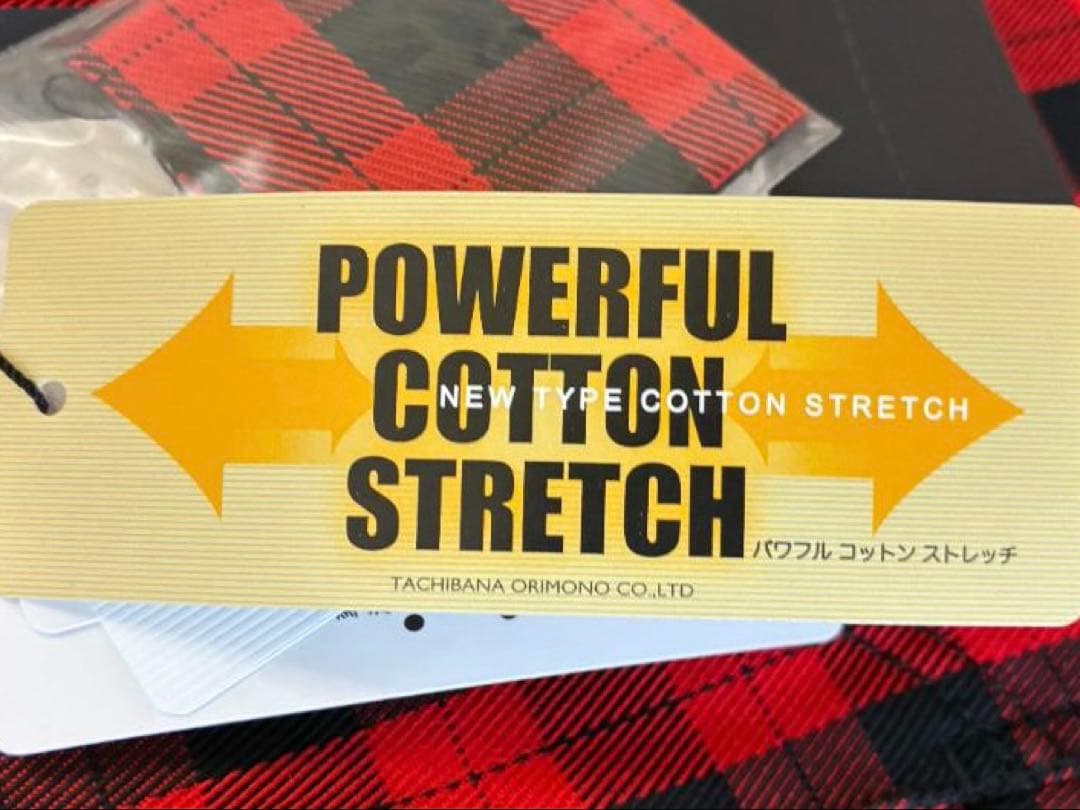 POWERFUL
COTTON
NEW TYPE COTTON STRETCH
STRETCH
パワフル コットン ストレッチ
TACHIBANA ORIMONO CO.,LTD